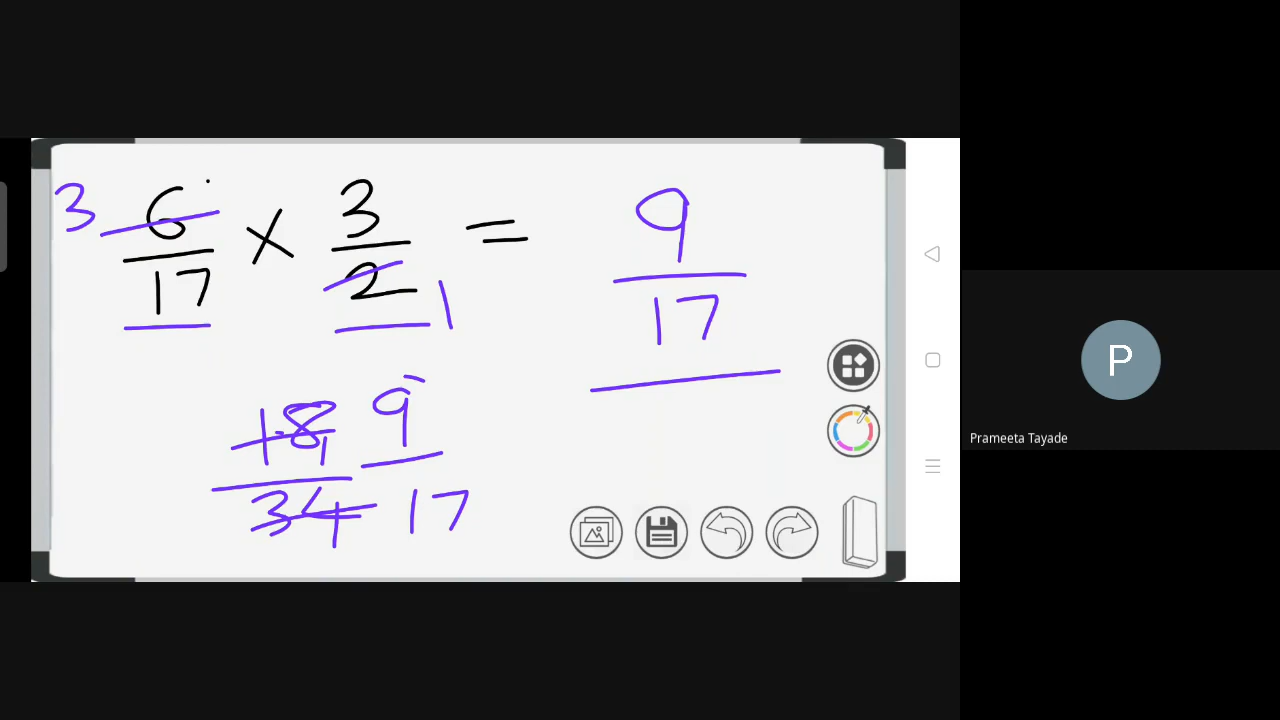 3 6/17 × 3/2 1 = 9/17
18/34 9/17
P
Prameeta Tayade